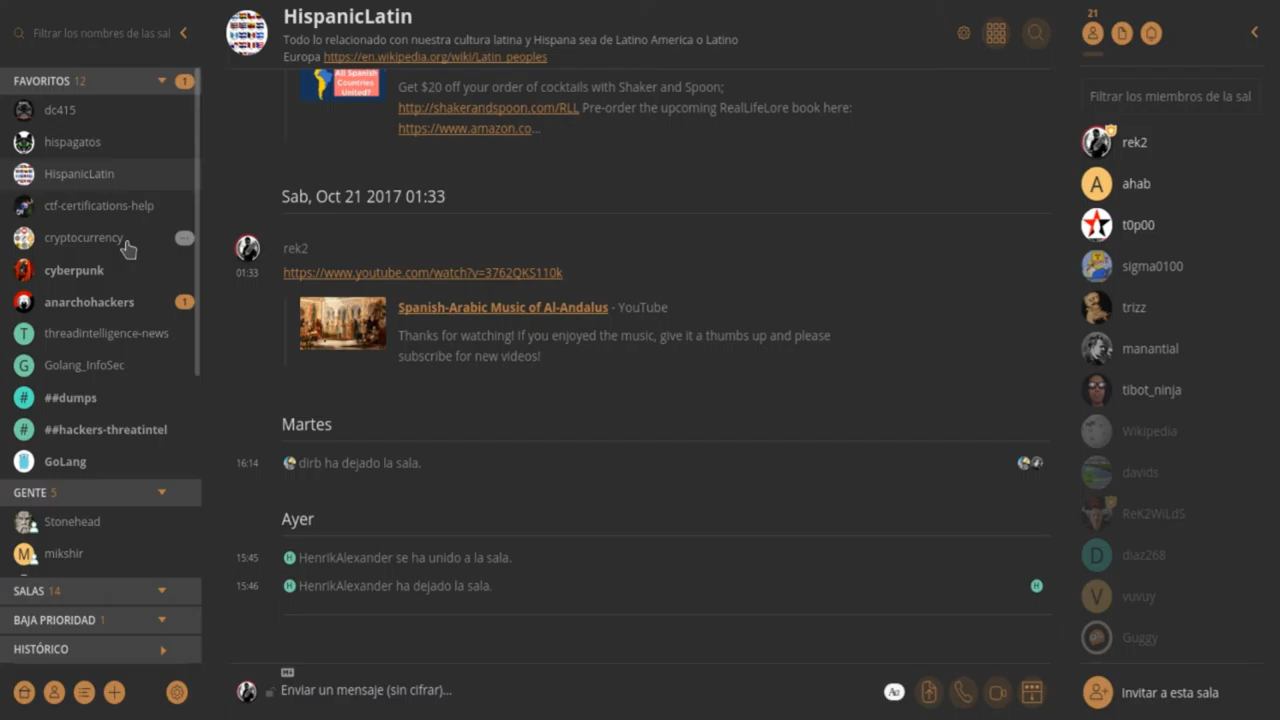 Filtrar los nombres de las sal
FAVORITOS 12
1
dc415
hispagatos
HispanicLatin
ctf-certifications-help
cryptocurrency
cyberpunk
anarchohackers
1
T
threadintelligence-news
G
Golang_InfoSec
#
##dumps
#
##hackers-threatintel
GoLang
GENTE 5
Stonehead
M
mikshir
SALAS 14
BAJA PRIORIDAD 1
HISTÓRICO
HispanicLatin
Todo lo relacionado con nuestra cultura latina y Hispana sea de Latino America o Latino
Europa https://en.wikipedia.org/wiki/Latin_peoples
All Spanish
Countries
United?
Get $20 off your order of cocktails with Shaker and Spoon;
http://shakerandspoon.com/RLL Pre-order the upcoming RealLifeLore book here:
https://www.amazon.co...
Sab, Oct 21 2017 01:33
rek2
01:33
https://www.youtube.com/watch?v=3762QKS110k
Spanish-Arabic Music of Al-Andalus - YouTube
Thanks for watching! If you enjoyed the music, give it a thumbs up and please
subscribe for new videos!
Martes
16:14
dirb ha dejado la sala.
Ayer
15:45
H
HenrikAlexander se ha unido a la sala.
15:46
H
HenrikAlexander ha dejado la sala.
H
Enviar un mensaje (sin cifrar)...
Aa
21
Filtrar los miembros de la sal
rek2
A
ahab
t0p00
sigma0100
trizz
manantial
tibot_ninja
Wikipedia
davids
ReK2WiLdS
D
diaz268
V
vuvuy
Guggy
Invitar a esta sala